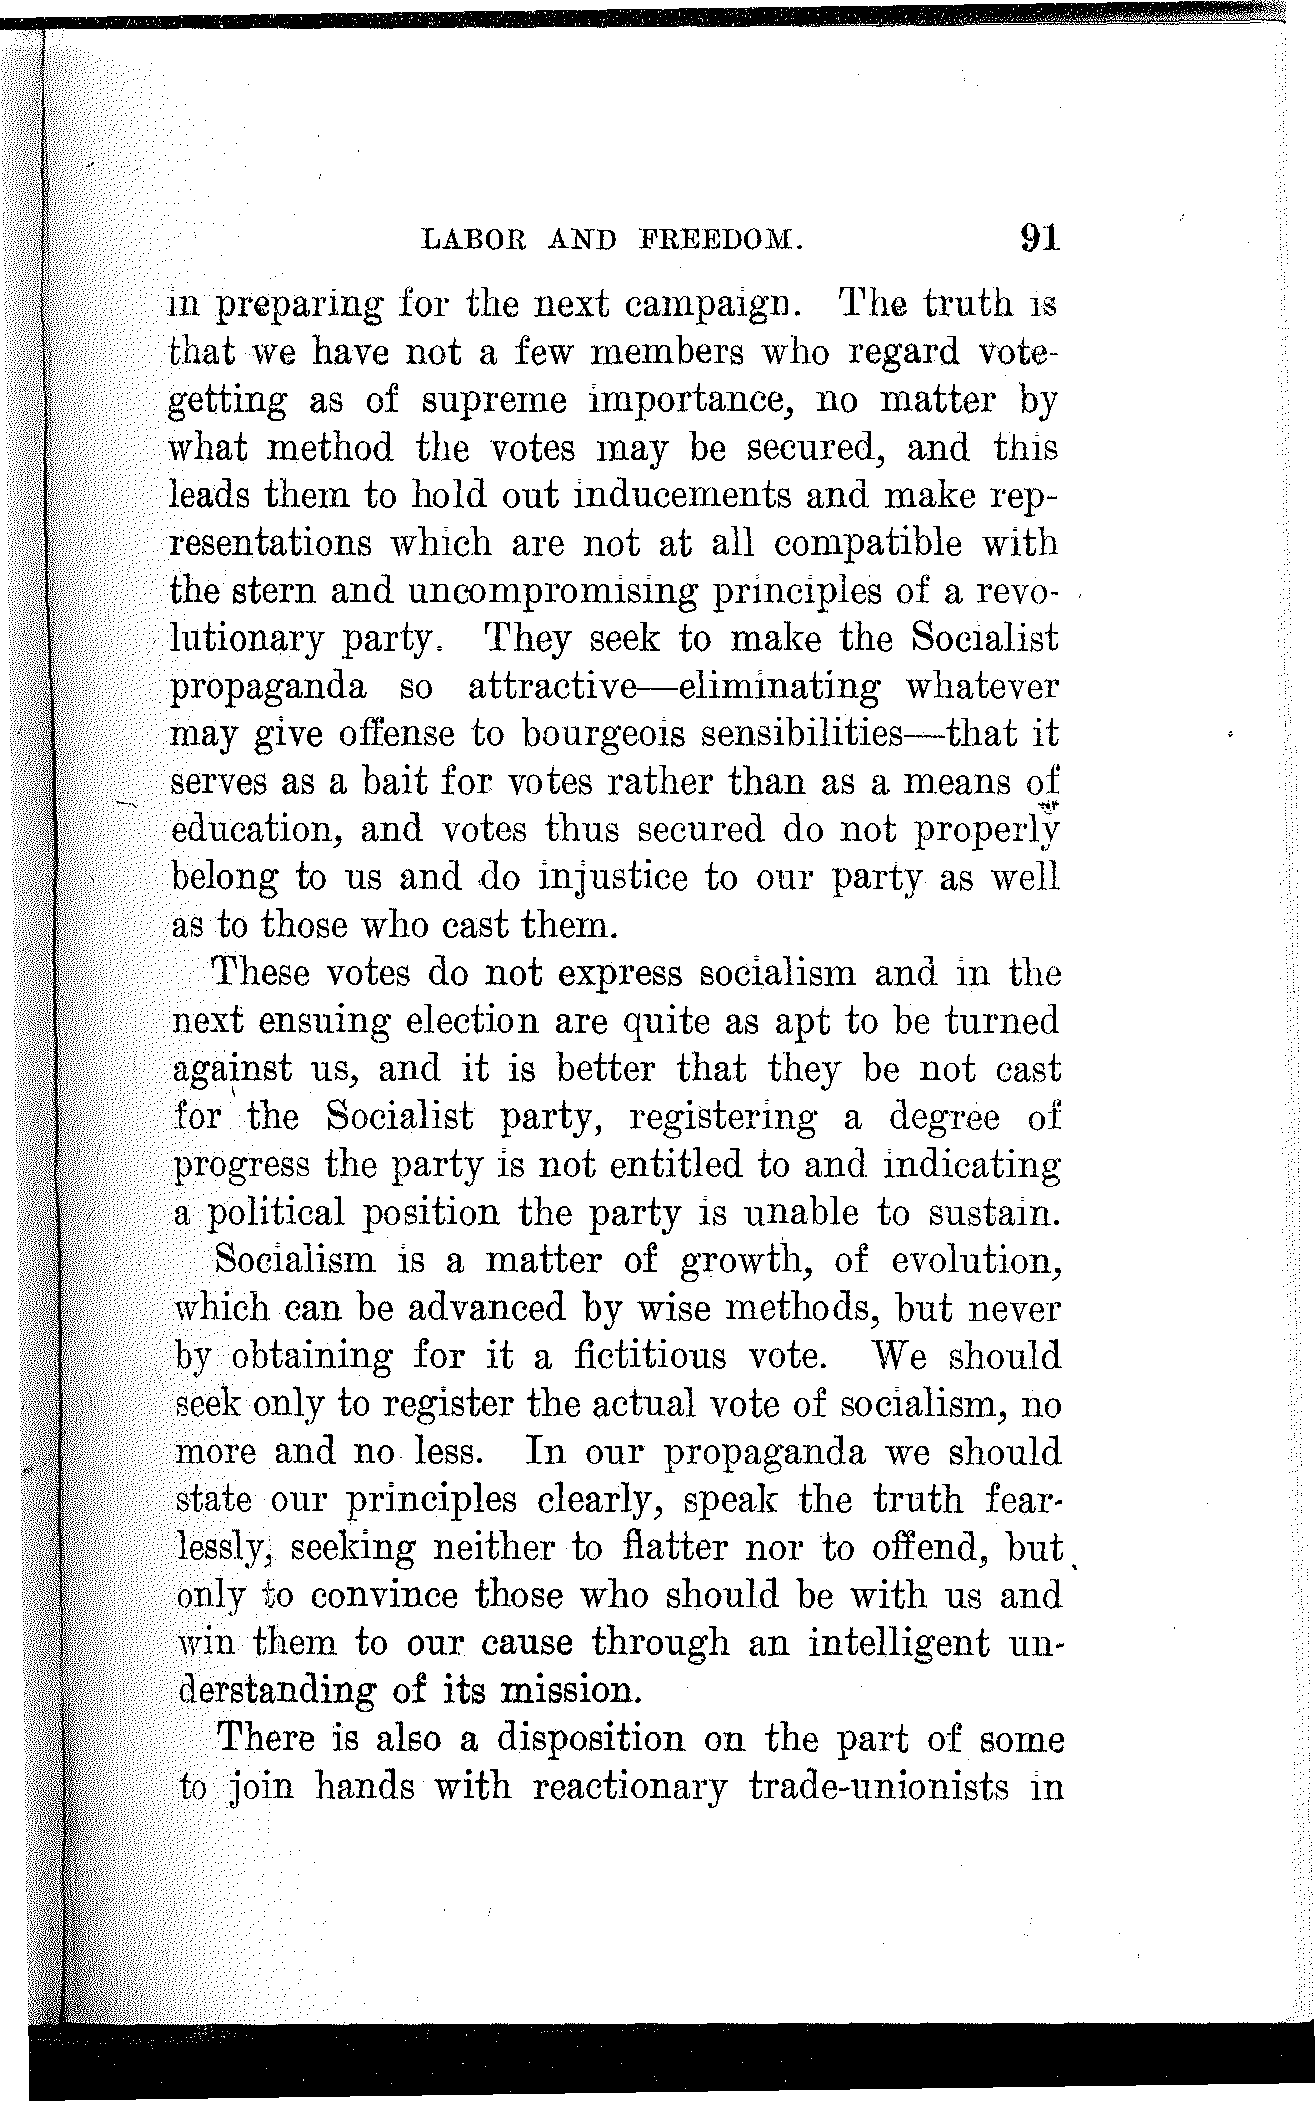 LABOR AND FREEDOM. 91
in preparing for the next campaign. The truth is
that we have not a few members who regard vote-
getting as of supreme importance, no matter by
what method the votes may be secured, and this
leads them to hold out inducements and make rep-
resentations which are not at all compatible with
the stern and uncompromising principles of a revo-
lutionary party. They seek to make the Socialist
propaganda so attractive—eliminating whatever
may give offense to bourgeois sensibilities—that it
serves as a bait for votes rather than as a means of
education, and votes thus secured do not properly
belong to us and do injustice to our party as well
as to those who cast them.
These votes do not express socialism and in the
next ensuing election are quite as apt to be turned
against us, and it is better that they be not cast
for the Socialist party, registering a degree of
progress the party is not entitled to and indicating
a political position the party is unable to sustain.
Socialism is a matter of growth, of evolution,
which can be advanced by wise methods, but never
by obtaining for it a fictitious vote. We should
seek only to register the actual vote of socialism, no
more and no less. In our propaganda we should
state our principles clearly, speak the truth fear-
lessly, seeking neither to flatter nor to offend, but
only to convince those who should be with us and
win them to our cause through an intelligent un-
derstanding of its mission.
There is also a disposition on the part of some
to join hands with reactionary trade-unionists in